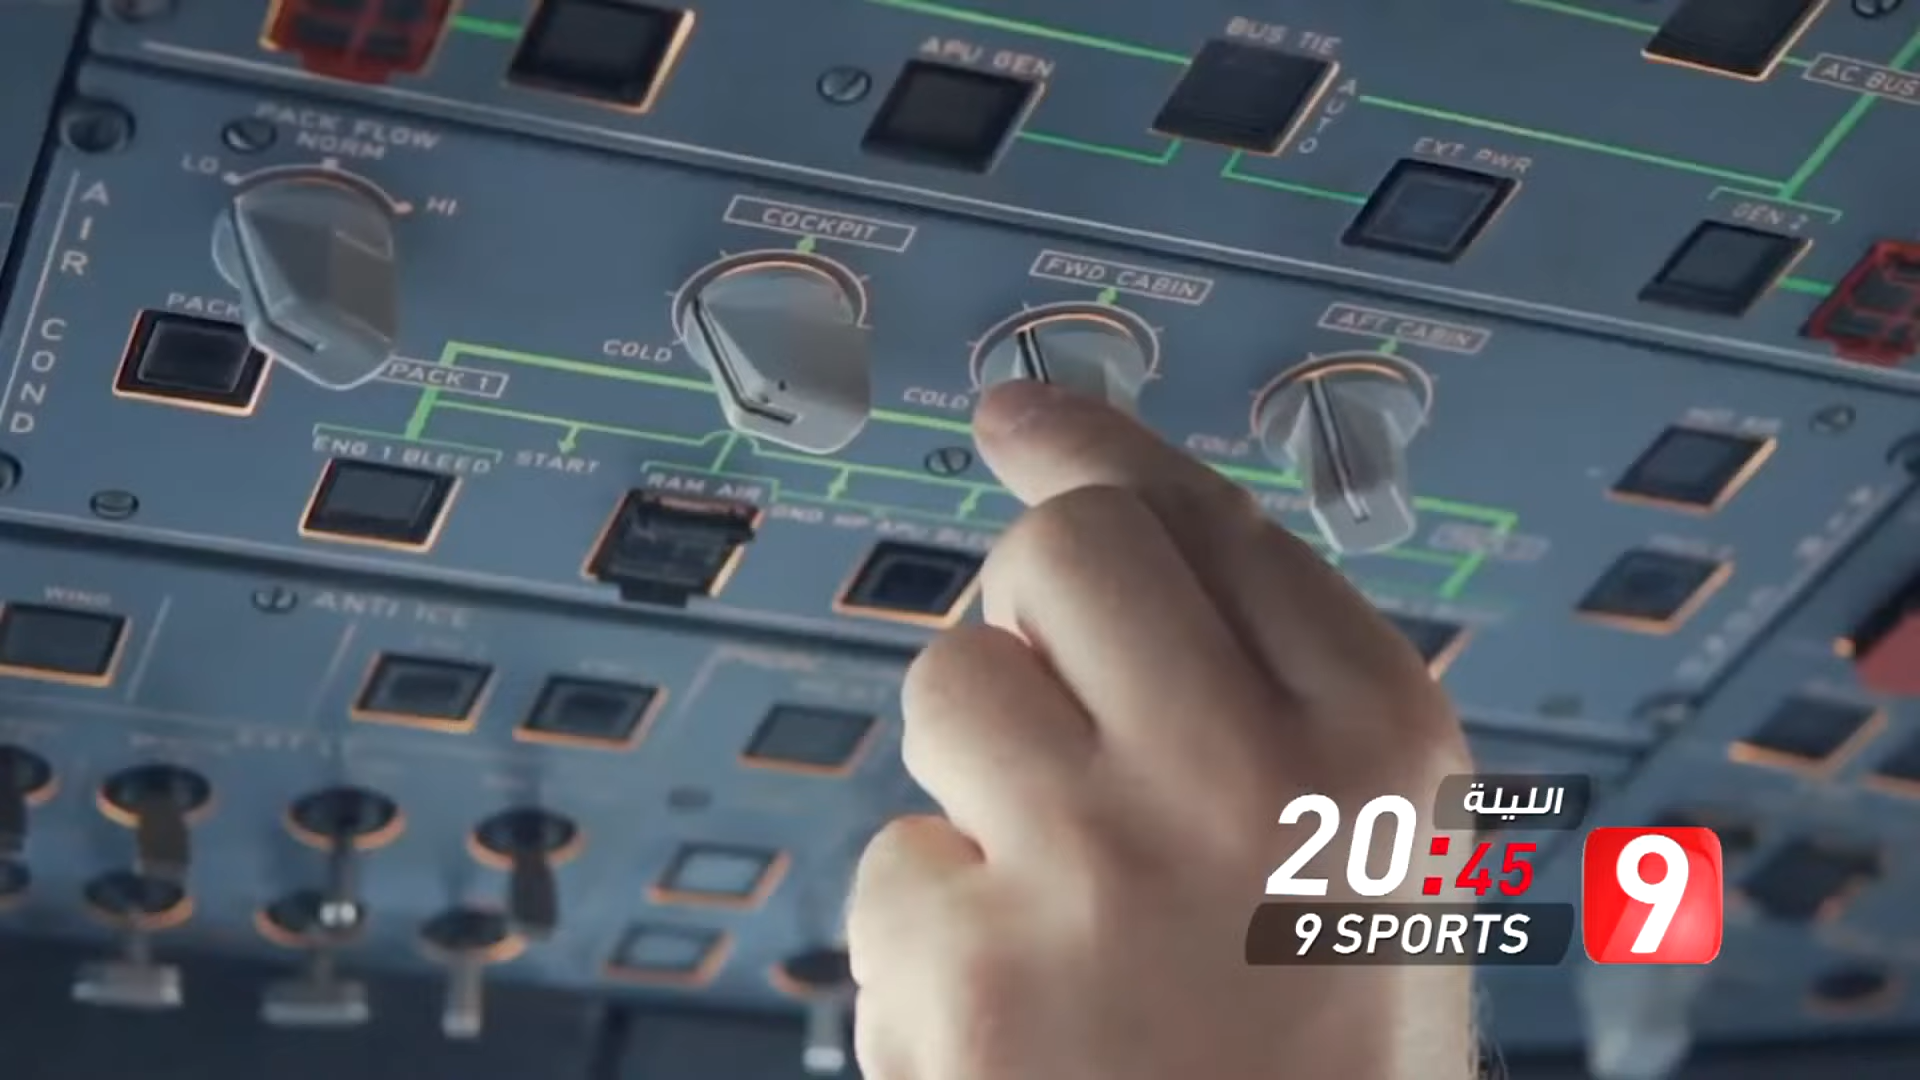 BUS TIE
APU GEN
AUTO
AC BUS
EXT PWR
GEN 2
PACK FLOW
LO NORM HI
AIR COND
COCKPIT
FWD CABIN
AFT CABIN
PACK
COLD
COLD
COLD
PACK 1
ENG 1 BLEED
START
RAM AIR
HOT AIR
WING
ANTI ICE
الليلة
20:45
9 SPORTS
9